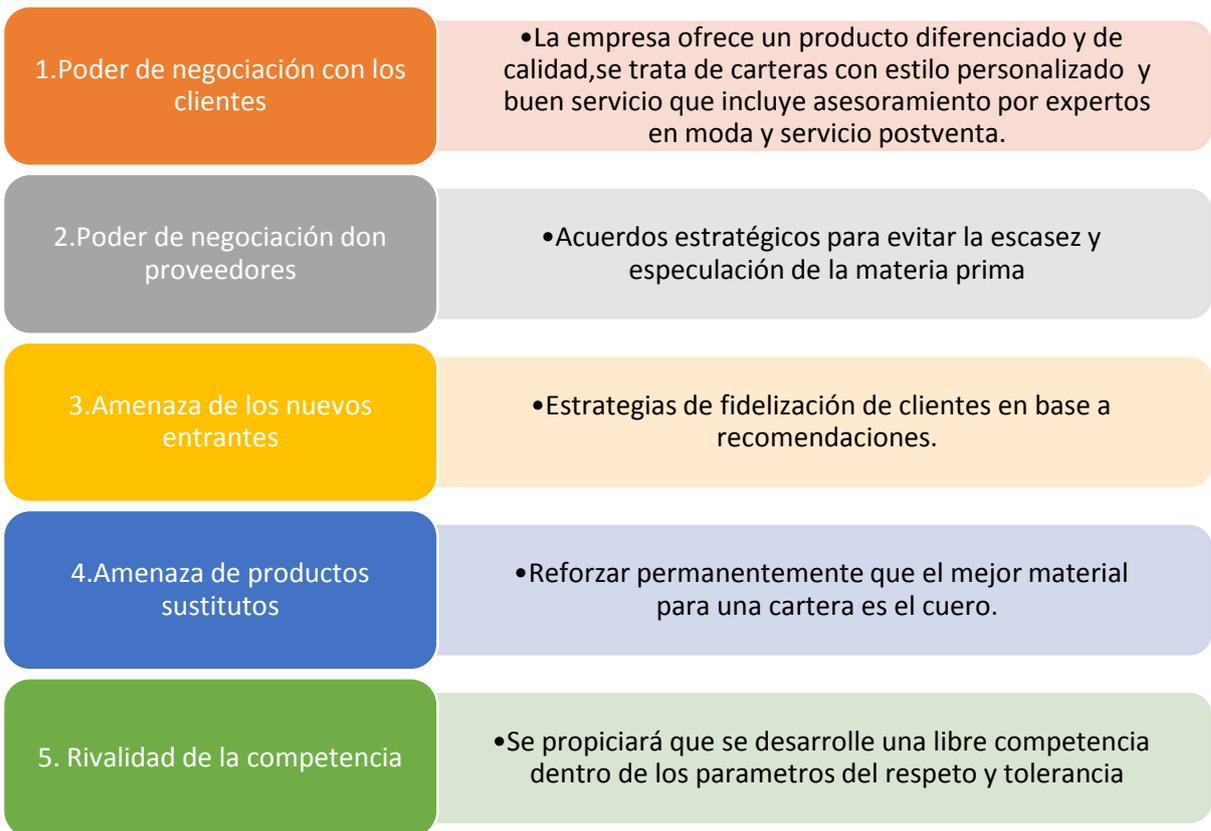 1.Poder de negociación con los
clientes
•La empresa ofrece un producto diferenciado y de
calidad,se trata de carteras con estilo personalizado y
buen servicio que incluye asesoramiento por expertos
en moda y servicio postventa.
2.Poder de negociación don
proveedores
•Acuerdos estratégicos para evitar la escasez y
especulación de la materia prima
3.Amenaza de los nuevos
entrantes
•Estrategias de fidelización de clientes en base a
recomendaciones.
4.Amenaza de productos
sustitutos
•Reforzar permanentemente que el mejor material
para una cartera es el cuero.
5. Rivalidad de la competencia
•Se propiciará que se desarrolle una libre competencia
dentro de los parametros del respeto y tolerancia